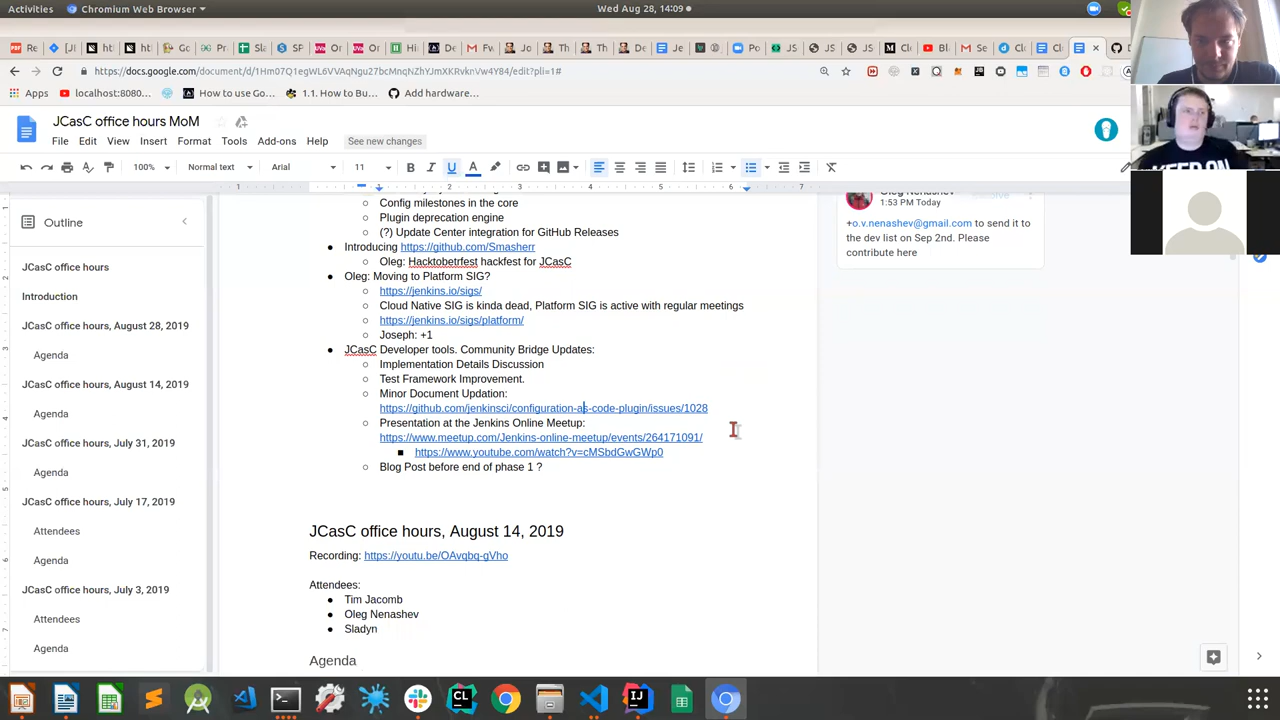 Activities
Chromium Web Browser
Wed Aug 28, 14:09
https://docs.google.com/document/d/
/edit?pli=1#
Apps
localhost:8080...
How to use Go...
1.1. How to Bu...
Add hardware...
JCasC office hours MoM
File Edit View Insert Format Tools Add-ons Help See new changes
100% Normal text Arial 11
Config milestones in the core
Plugin deprecation engine
(?) Update Center integration for GitHub Releases
Introducing https://github.com/Smasherr
Oleg: Hacktobetrfest hackfest for JCasC
Oleg: Moving to Platform SIG?
https://jenkins.io/sigs/
Cloud Native SIG is kinda dead, Platform SIG is active with regular meetings
https://jenkins.io/sigs/platform/
Joseph: +1
JCasC Developer tools. Community Bridge Updates:
Implementation Details Discussion
Test Framework Improvement.
Minor Document Updation:
https://github.com/jenkinsci/configuration-as-code-plugin/issues/1028
Presentation at the Jenkins Online Meetup:
https://www.meetup.com/Jenkins-online-meetup/events/264171091/
https://www.youtube.com/watch?v=cMSbdGwGWp0
Blog Post before end of phase 1 ?
JCasC office hours, August 14, 2019
Recording: https://youtu.be/OAvqbq-gVho
Attendees:
Tim Jacomb
Oleg Nenashev
Sladyn
Agenda
Outline
JCasC office hours
Introduction
JCasC office hours, August 28, 2019
Agenda
JCasC office hours, August 14, 2019
Agenda
JCasC office hours, July 31, 2019
Agenda
JCasC office hours, July 17, 2019
Attendees
Agenda
JCasC office hours, July 3, 2019
Attendees
Agenda
Oleg Nenashev
1:53 PM Today
+o.v.nenashev@gmail.com to send it to
the dev list on Sep 2nd. Please
contribute here
KEEP ON